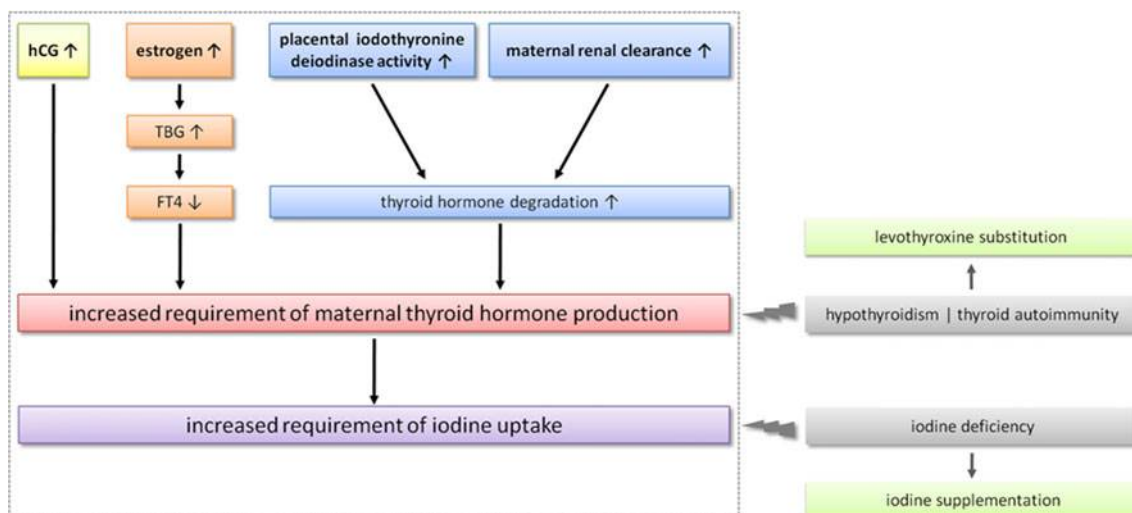 hCG ↑
estrogen ↑
placental iodothyronine
deiodinase activity ↑
maternal renal clearance ↑
TBG ↑
FT4 ↓
thyroid hormone degradation ↑
levothyroxine substitution
increased requirement of maternal thyroid hormone production
hypothyroidism | thyroid autoimmunity
increased requirement of iodine uptake
iodine deficiency
iodine supplementation